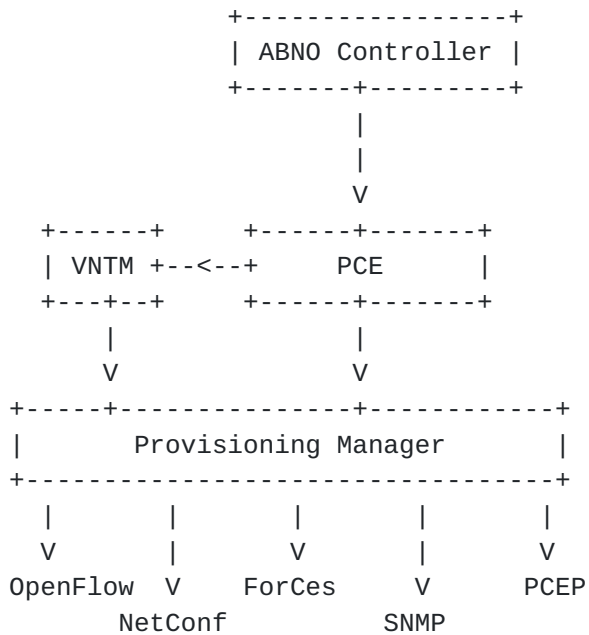 ABNO Controller
VNTM PCE
Provisioning Manager
V
V V
V V V
OpenFlow V ForCes V PCEP
NetConf SNMP